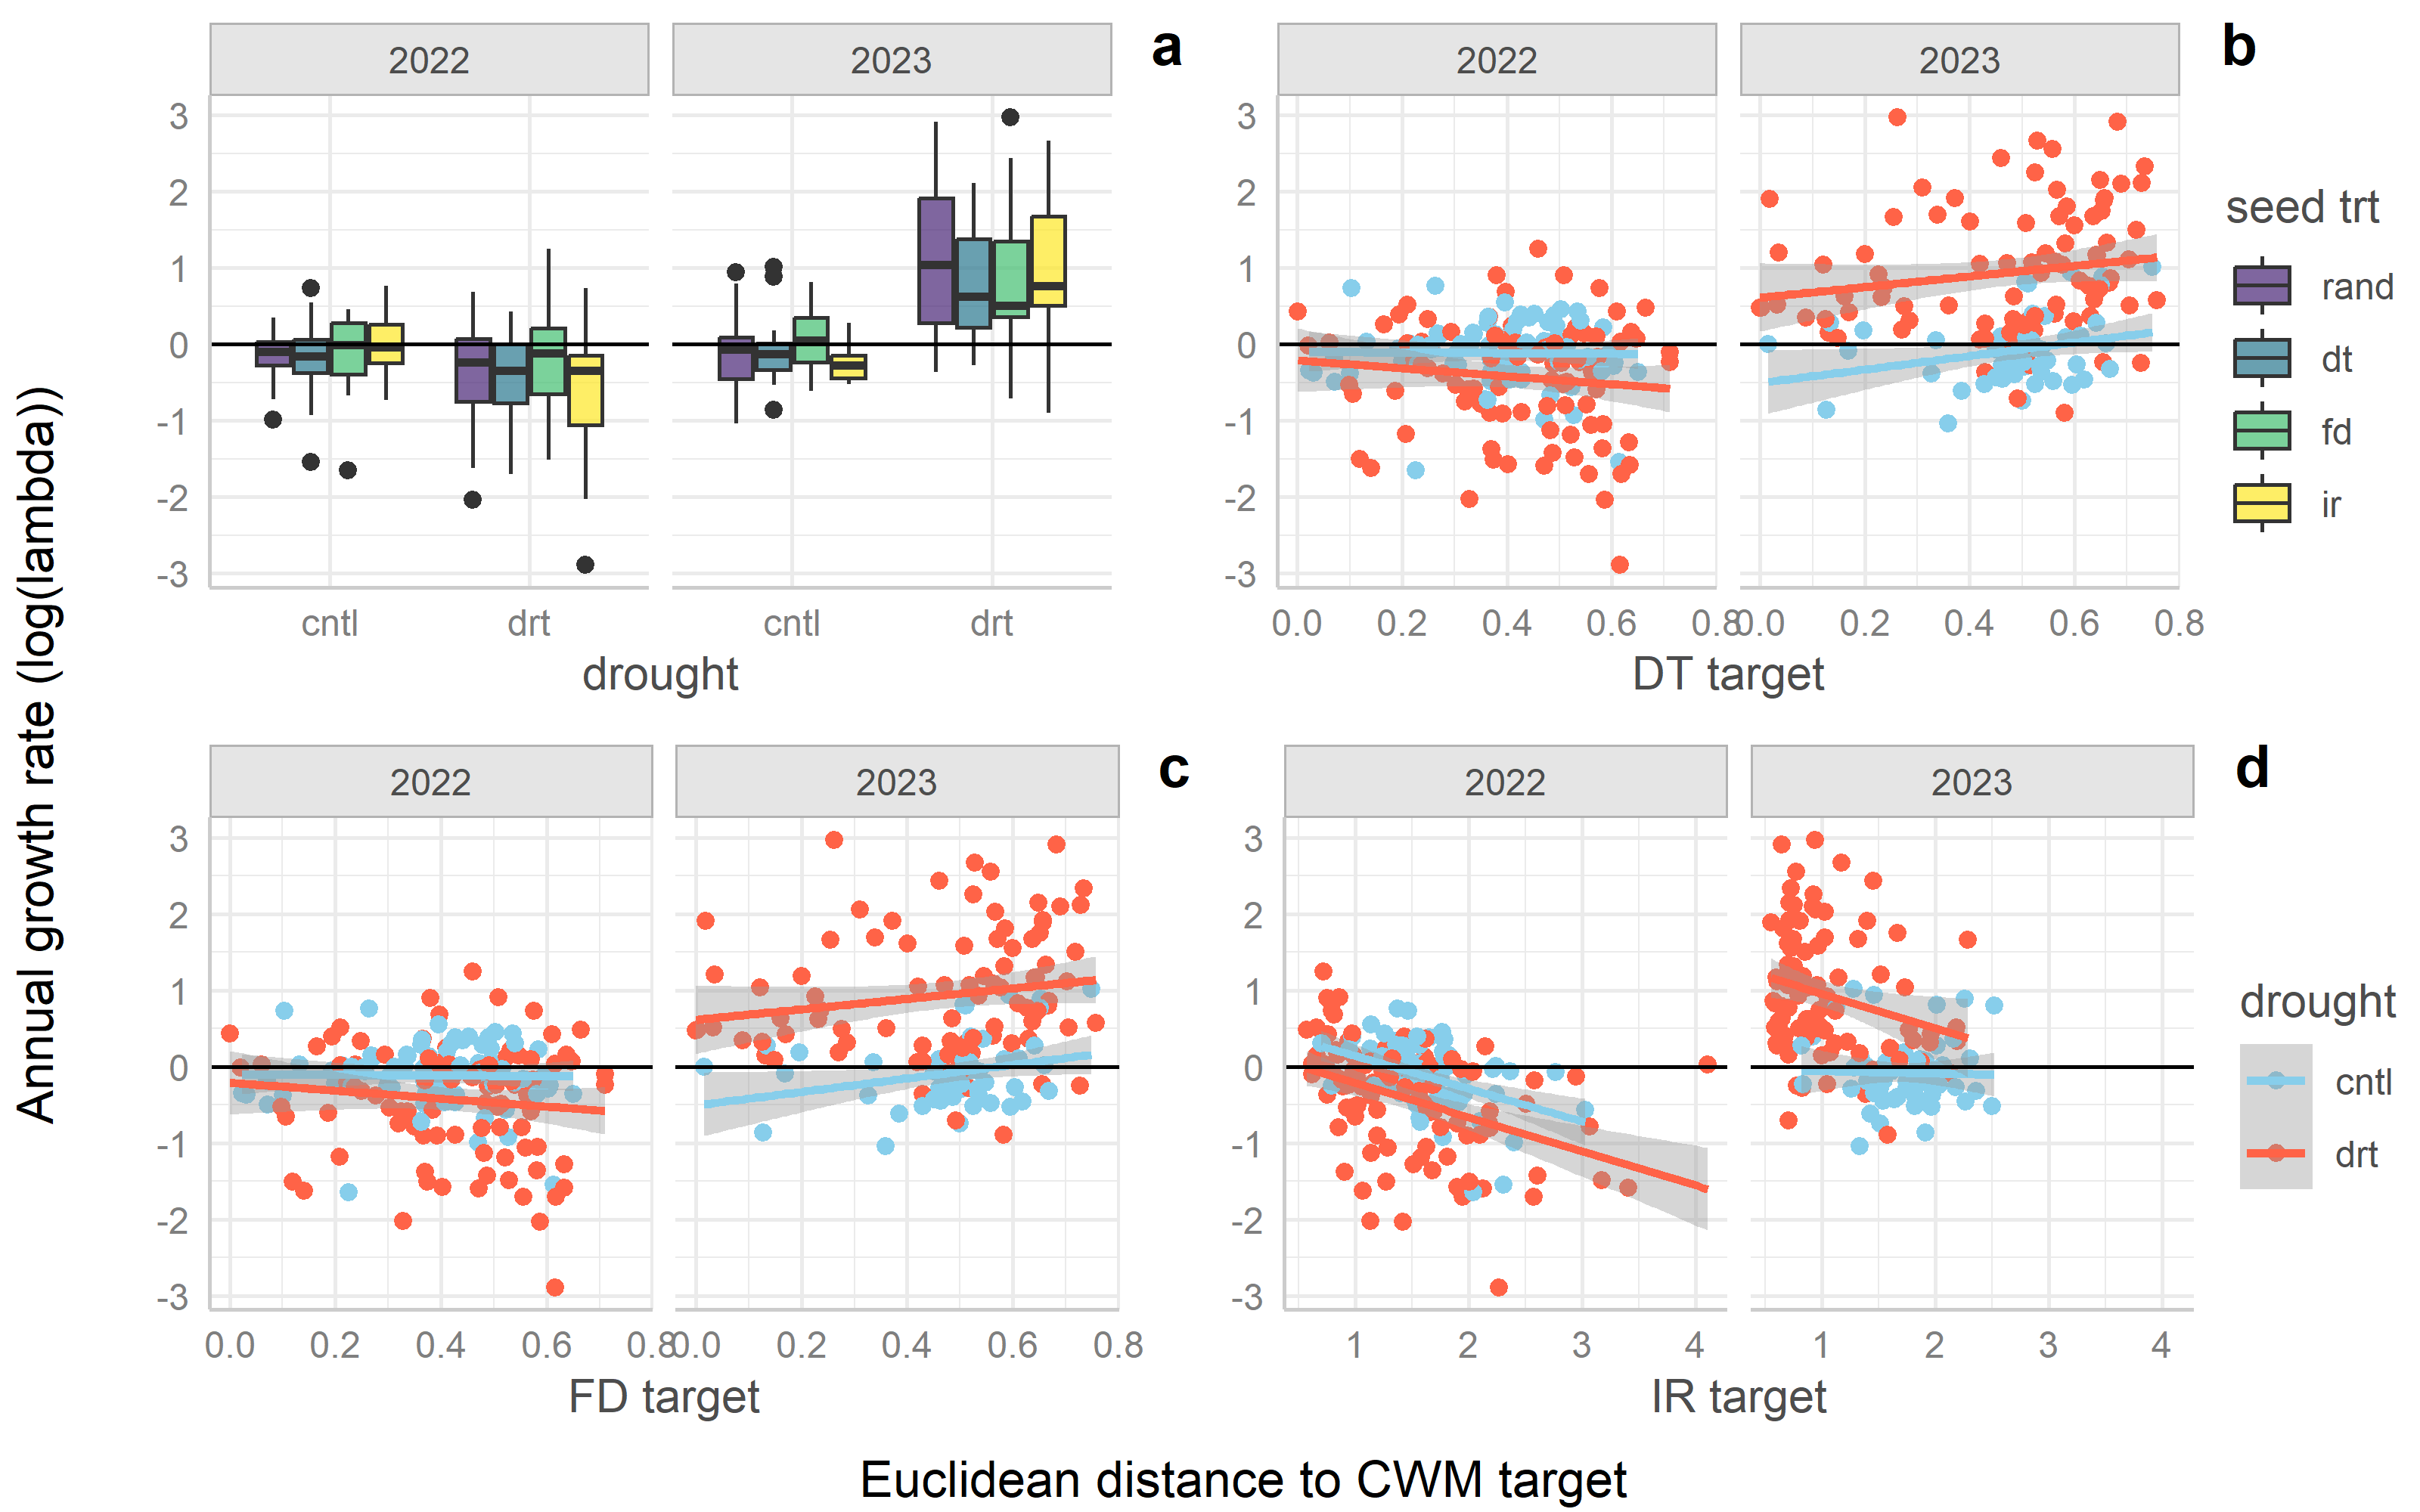 2022 2023 a
3
2
1
0
-1
-2
-3
cntl drt cntl drt
drought
2022 2023 b
3
2
1
0
-1
-2
-3
0.0 0.2 0.4 0.6 0.8 0.0 0.2 0.4 0.6 0.8
DT target
seed trt
rand
dt
fd
ir
Annual growth rate (log(lambda))
2022 2023 c
3
2
1
0
-1
-2
-3
0.0 0.2 0.4 0.6 0.8 0.0 0.2 0.4 0.6 0.8
FD target
2022 2023 d
3
2
1
0
-1
-2
-3
1 2 3 4 1 2 3 4
IR target
drought
cntl
drt
Euclidean distance to CWM target